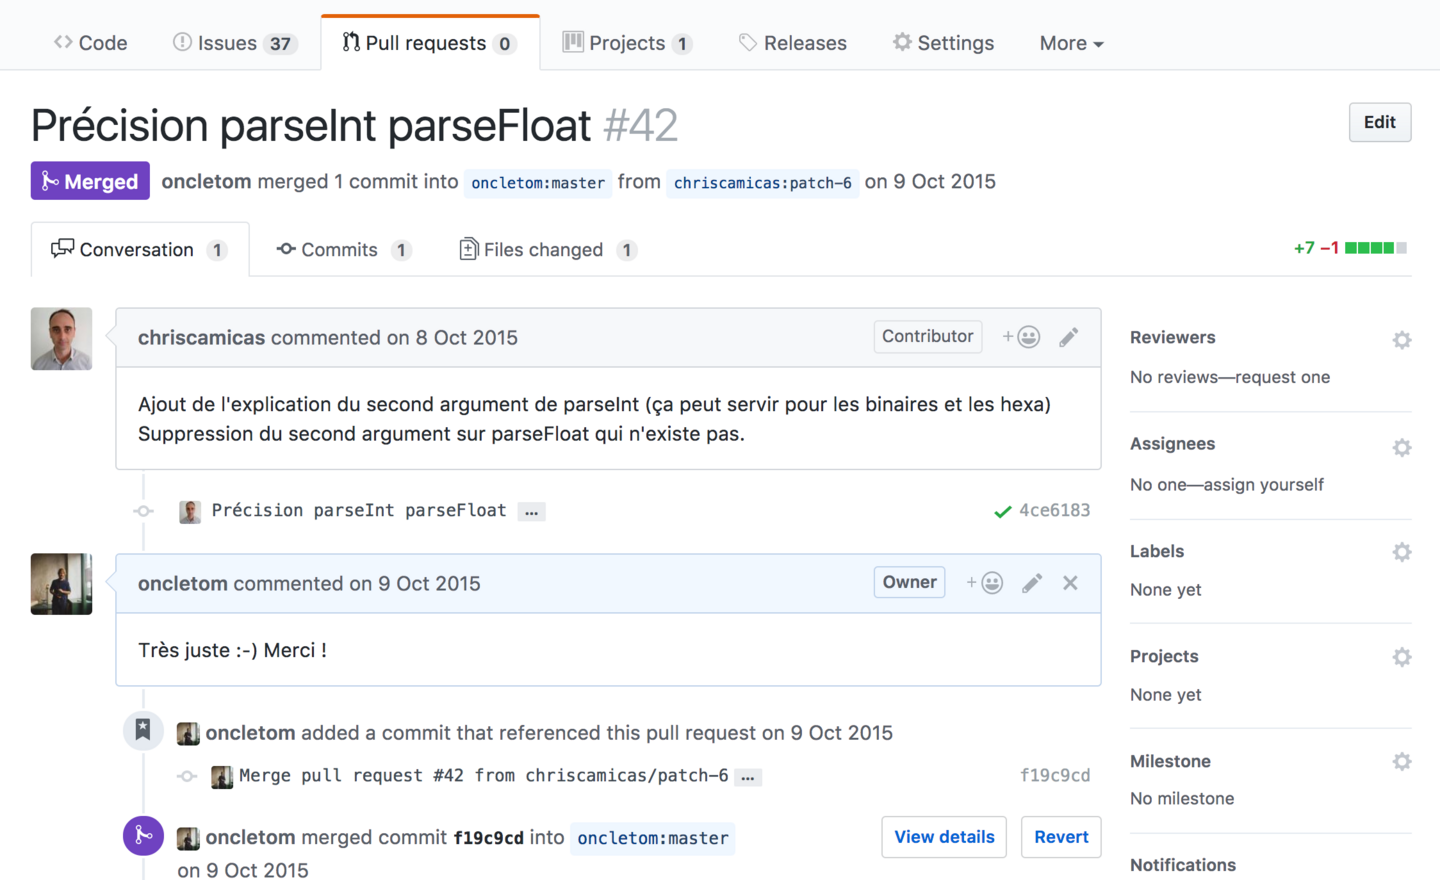 Code Issues 37 Pull requests 0 Projects 1 Releases Settings More
Précision parseInt parseFloat #42
Edit
Merged oncletom merged 1 commit into oncletom:master from chriscamicas:patch-6 on 9 Oct 2015
Conversation 1 Commits 1 Files changed 1
+7 −1
chriscamicas commented on 8 Oct 2015
Contributor +
Ajout de l'explication du second argument de parseInt (ça peut servir pour les binaires et les hexa)
Suppression du second argument sur parseFloat qui n'existe pas.
Précision parseInt parseFloat …
4ce6183
oncletom commented on 9 Oct 2015
Owner +
Très juste :-) Merci !
oncletom added a commit that referenced this pull request on 9 Oct 2015
Merge pull request #42 from chriscamicas/patch-6 …
f19c9cd
oncletom merged commit f19c9cd into oncletom:master
on 9 Oct 2015
View details Revert
Reviewers
No reviews—request one
Assignees
No one—assign yourself
Labels
None yet
Projects
None yet
Milestone
No milestone
Notifications